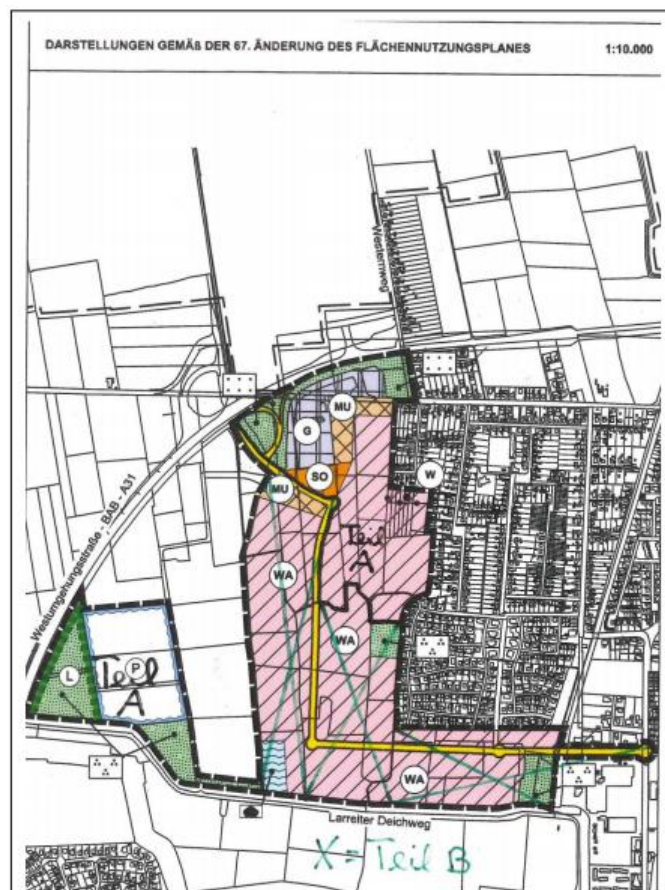 DARSTELLUNGEN GEMÄß DER 67. ÄNDERUNG DES FLÄCHENNUTZUNGSPLANES 1:10.000
Westerweg
MU
G
SO
MU
W
Westumgehungsstraße - BAB - A31
Teil
A
WA
WA
L
P
Teil
A
WA
Larrelter Deichweg
X = Teil B